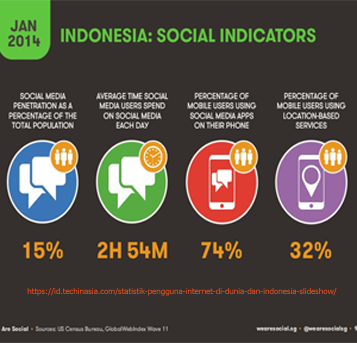 JAN
2014
INDONESIA: SOCIAL INDICATORS
SOCIAL MEDIA
PENETRATION AS A
PERCENTAGE OF THE
TOTAL POPULATION
AVERAGE TIME SOCIAL
MEDIA USERS SPEND
ON SOCIAL MEDIA
EACH DAY
PERCENTAGE OF
MOBILE USERS USING
SOCIAL MEDIA APPS
ON THEIR PHONE
PERCENTAGE OF
MOBILE USERS USING
LOCATION-BASED
SERVICES
15%
2H 54M
74%
32%
https://id.techinasia.com/statistik-pengguna-internet-di-dunia-dan-indonesia-slideshow/
Are Social • Sources: US Census Bureau, GlobalWebIndex Wave 11
wearesocial.sg • @wearesocialsg •